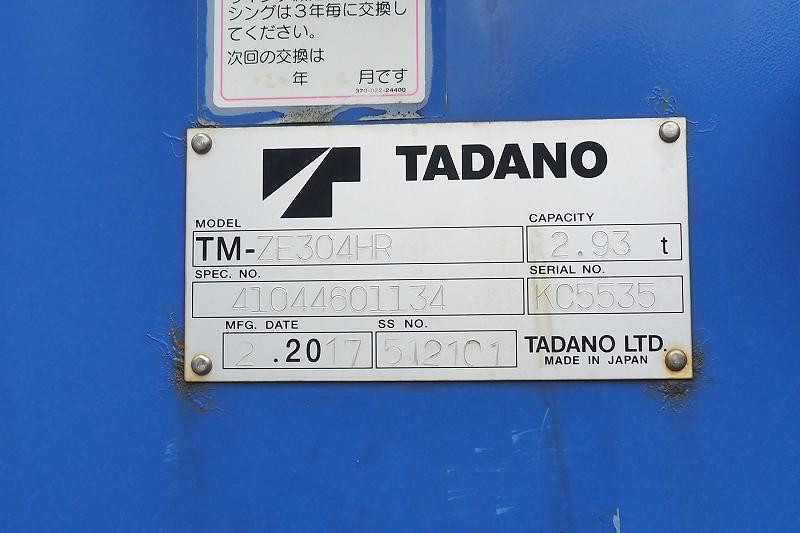 シングは３年毎に交換し
てください。
次回の交換は
年 月です
370-022-24400
TADANO
MODEL
TM-ZE304HR
CAPACITY
2.93 t
SPEC. NO.
41044601134
SERIAL NO.
KC5535
MFG. DATE
2 .2017
SS NO.
512101
TADANO LTD.
MADE IN JAPAN